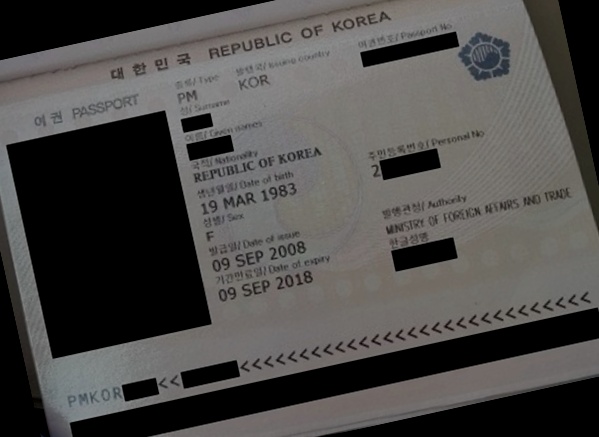 대한민국 REPUBLIC OF KOREA
여권 PASSPORT
종류/Type 발행국/Issuing country 여권번호/Passport No
PM KOR
성/Surname
이름/Given names
국적/Nationality
REPUBLIC OF KOREA
주민등록번호/Personal No
2
생년월일/Date of birth
19 MAR 1983
성별/Sex
발행관청/Authority
F
MINISTRY OF FOREIGN AFFAIRS AND TRADE
발급일/Date of issue
한글성명
09 SEP 2008
기간만료일/Date of expiry
09 SEP 2018
PMKOR <<  <<<<<<<<<<<<<<<<<<<<<<<<<<<<<